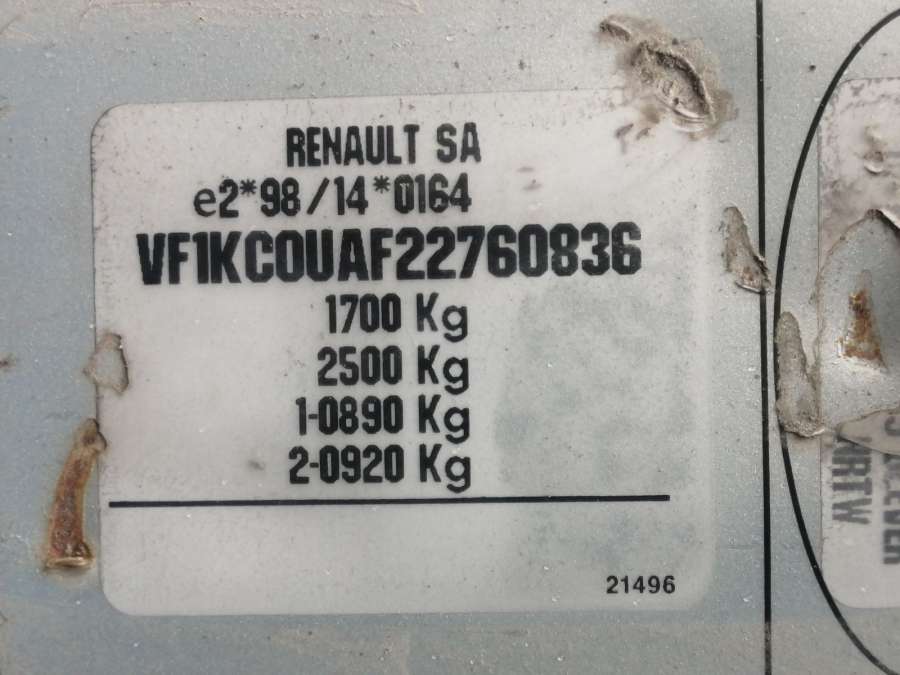 RENAULT SA
e2*98/14*0164
VF1KC0UAF22760836
1700 Kg
2500 Kg
1-0890 Kg
2-0920 Kg
21496